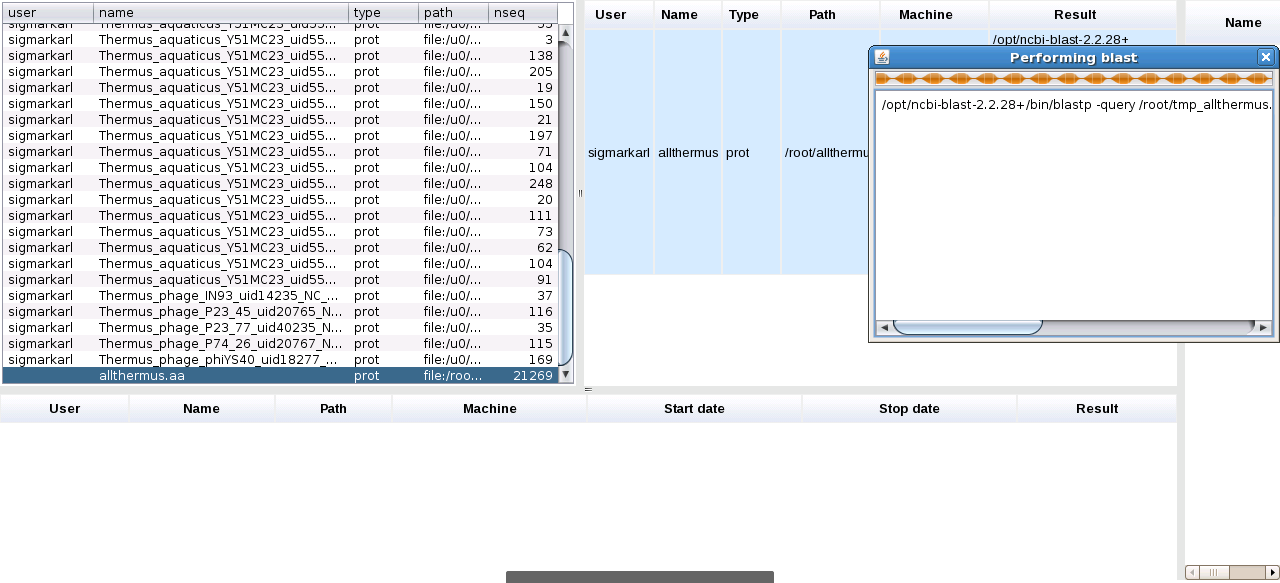 user name type path nseq
sigmarkarl Thermus_aquaticus_Y51MC23_uid55... prot file:/u0/... 3
sigmarkarl Thermus_aquaticus_Y51MC23_uid55... prot file:/u0/... 138
sigmarkarl Thermus_aquaticus_Y51MC23_uid55... prot file:/u0/... 205
sigmarkarl Thermus_aquaticus_Y51MC23_uid55... prot file:/u0/... 19
sigmarkarl Thermus_aquaticus_Y51MC23_uid55... prot file:/u0/... 150
sigmarkarl Thermus_aquaticus_Y51MC23_uid55... prot file:/u0/... 21
sigmarkarl Thermus_aquaticus_Y51MC23_uid55... prot file:/u0/... 197
sigmarkarl Thermus_aquaticus_Y51MC23_uid55... prot file:/u0/... 71
sigmarkarl Thermus_aquaticus_Y51MC23_uid55... prot file:/u0/... 104
sigmarkarl Thermus_aquaticus_Y51MC23_uid55... prot file:/u0/... 248
sigmarkarl Thermus_aquaticus_Y51MC23_uid55... prot file:/u0/... 20
sigmarkarl Thermus_aquaticus_Y51MC23_uid55... prot file:/u0/... 111
sigmarkarl Thermus_aquaticus_Y51MC23_uid55... prot file:/u0/... 73
sigmarkarl Thermus_aquaticus_Y51MC23_uid55... prot file:/u0/... 62
sigmarkarl Thermus_aquaticus_Y51MC23_uid55... prot file:/u0/... 104
sigmarkarl Thermus_aquaticus_Y51MC23_uid55... prot file:/u0/... 91
sigmarkarl Thermus_phage_IN93_uid14235_NC_... prot file:/u0/... 37
sigmarkarl Thermus_phage_P23_45_uid20765_N... prot file:/u0/... 116
sigmarkarl Thermus_phage_P23_77_uid40235_N... prot file:/u0/... 35
sigmarkarl Thermus_phage_P74_26_uid20767_N... prot file:/u0/... 115
sigmarkarl Thermus_phage_phiYS40_uid18277_... prot file:/u0/... 169
allthermus.aa prot file:/roo... 21269
User Name Type Path Machine Result
/opt/ncbi-blast-2.2.28+
sigmarkarl allthermus prot /root/allthermu
Name
Performing blast
/opt/ncbi-blast-2.2.28+/bin/blastp -query /root/tmp_allthermus.
User Name Path Machine Start date Stop date Result